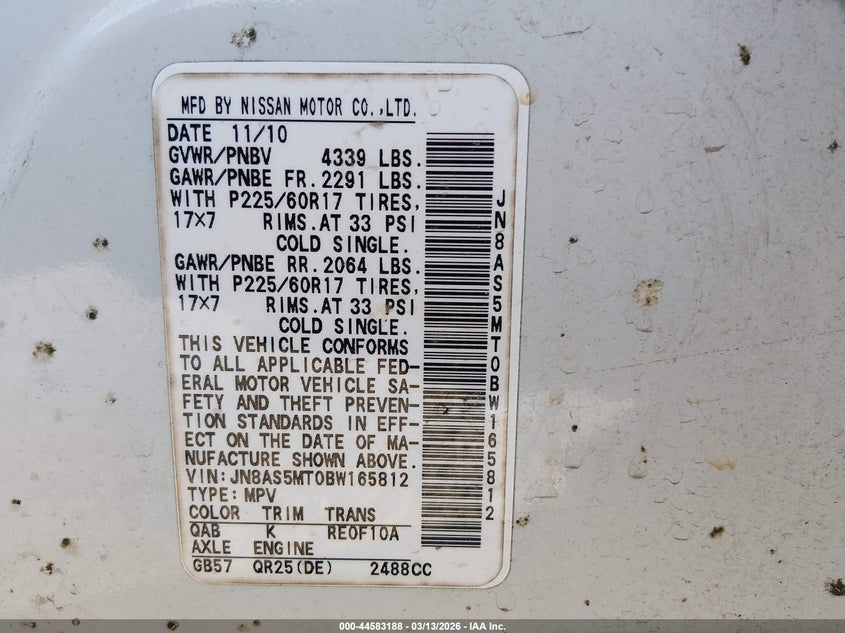 MFD BY NISSAN MOTOR CO.,LTD.
DATE 11/10
GVWR/PNBV 4339 LBS.
GAWR/PNBE FR.2291 LBS.
WITH P225/60R17 TIRES,
17X7 RIMS.AT 33 PSI
COLD SINGLE.
GAWR/PNBE RR.2064 LBS.
WITH P225/60R17 TIRES,
17X7 RIMS.AT 33 PSI
COLD SINGLE.
THIS VEHICLE CONFORMS
TO ALL APPLICABLE FED-
ERAL MOTOR VEHICLE SA-
FETY AND THEFT PREVEN-
TION STANDARDS IN EFF-
ECT ON THE DATE OF MA-
NUFACTURE SHOWN ABOVE.
VIN:JN8AS5MT0BW165812
TYPE:MPV
COLOR TRIM TRANS
QAB K RE0F10A
AXLE ENGINE
GB57 QR25(DE) 2488CC
JN8AS5MT0BW165812
000-44583188 - 03/13/2026 - IAA Inc.